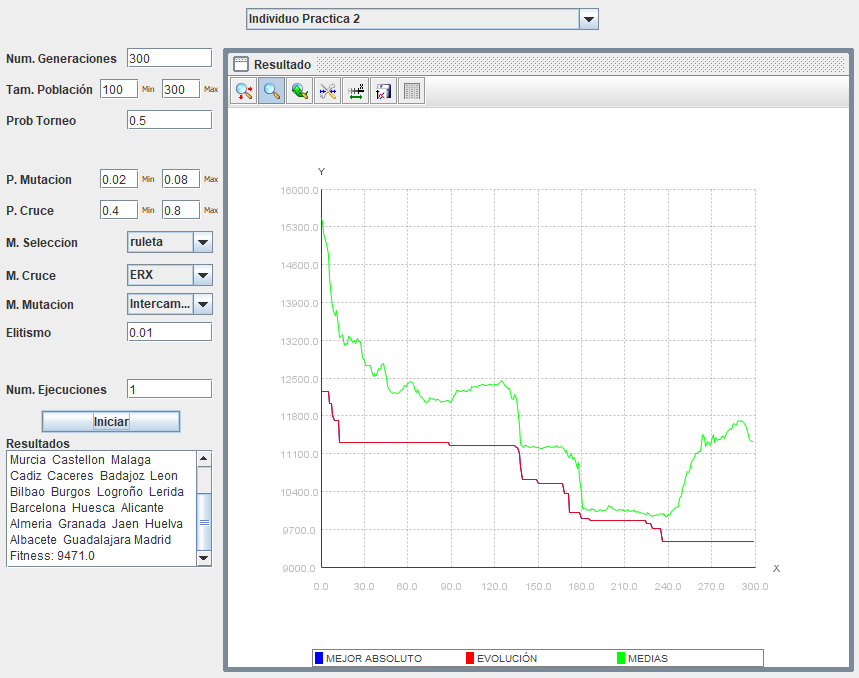 Individuo Practica 2
Num. Generaciones 300
Tam. Población 100 Min 300 Max
Prob Torneo 0.5
P. Mutacion 0.02 Min 0.08 Max
P. Cruce 0.4 Min 0.8 Max
M. Seleccion ruleta
M. Cruce ERX
M. Mutacion Intercam...
Elitismo 0.01
Num. Ejecuciones 1
Iniciar
Resultados
Murcia Castellon Malaga
Cadiz Caceres Badajoz Leon
Bilbao Burgos Logroño Lerida
Barcelona Huesca Alicante
Almeria Granada Jaen Huelva
Albacete Guadalajara Madrid
Fitness: 9471.0
Resultado
Y
16000.0
15300.0
14600.0
13900.0
13200.0
12500.0
11800.0
11100.0
10400.0
9700.0
9000.0
X
0.0 30.0 60.0 90.0 120.0 150.0 180.0 210.0 240.0 270.0 300.0
MEJOR ABSOLUTO EVOLUCIÓN MEDIAS